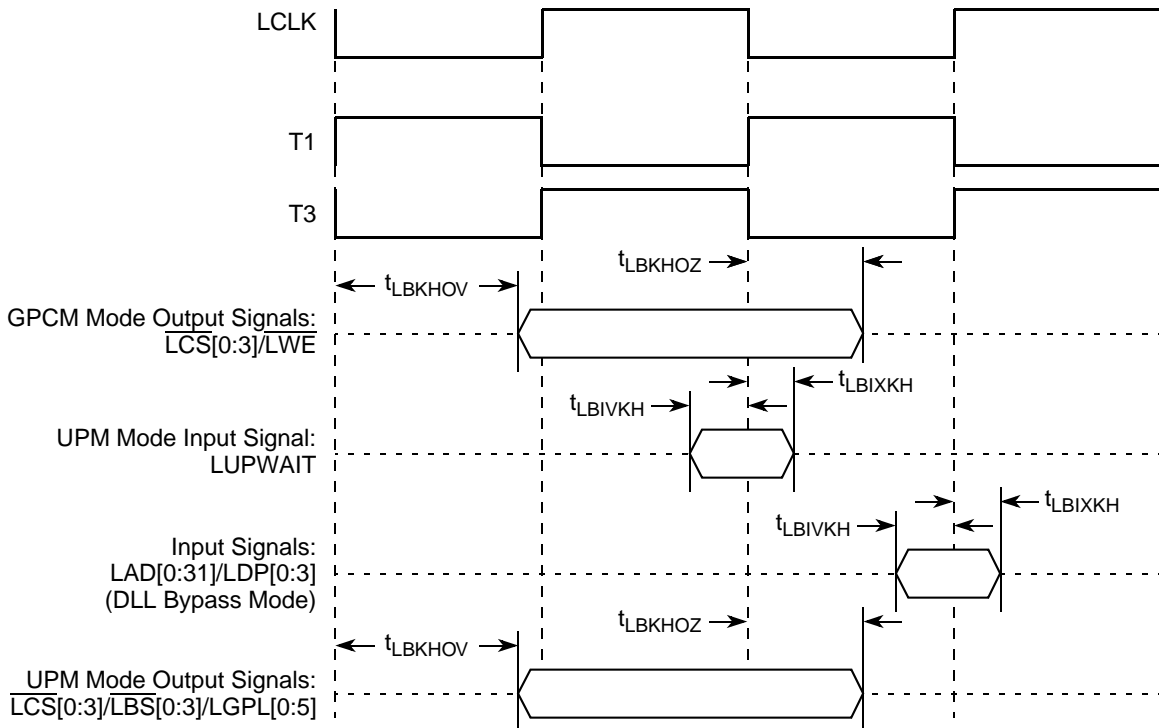 LCLK
T1
T3
tLBKHOZ
tLBKHOV
GPCM Mode Output Signals:
LCS[0:3]/LWE
tLBIXKH
tLBIVKH
UPM Mode Input Signal:
LUPWAIT
tLBIXKH
tLBIVKH
Input Signals:
LAD[0:31]/LDP[0:3]
(DLL Bypass Mode)
tLBKHOZ
tLBKHOV
UPM Mode Output Signals:
LCS[0:3]/LBS[0:3]/LGPL[0:5]